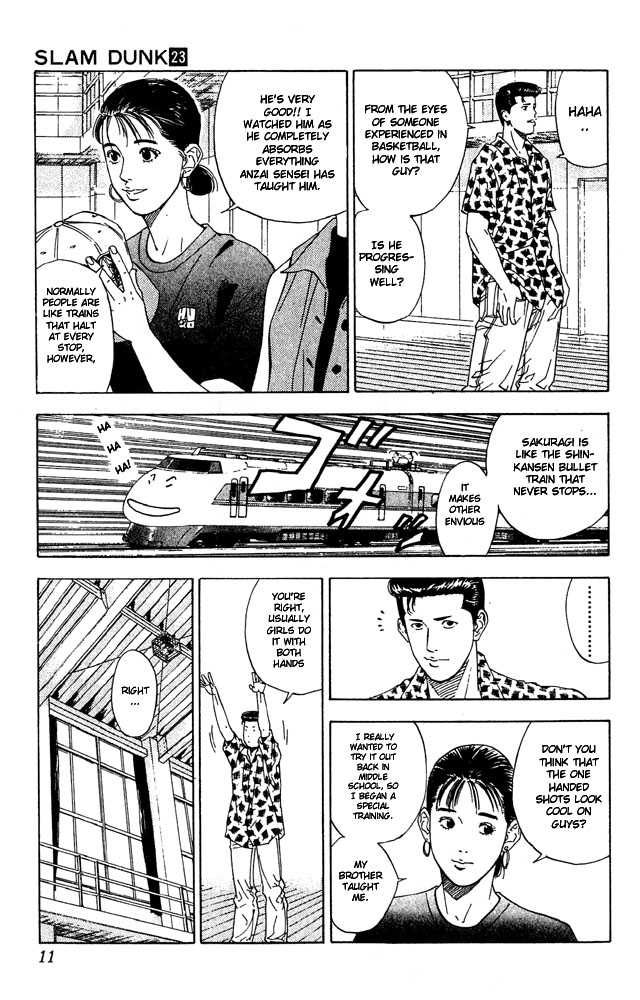 SLAM DUNK 23
HAHA
..
FROM THE EYES
OF SOMEONE
EXPERIENCED IN
BASKETBALL,
HOW IS THAT
GUY?
IS HE
PROGRES-
SING
WELL?
HE'S VERY
GOOD!! I
WATCHED HIM AS
HE COMPLETELY
ABSORBS
EVERYTHING
ANZAI SENSEI HAS
TAUGHT HIM.
NORMALLY
PEOPLE ARE
LIKE TRAINS
THAT HALT
AT EVERY
STOP,
HOWEVER,
SAKURAGI IS
LIKE THE SHIN-
KANSEN BULLET
TRAIN THAT
NEVER STOPS...
IT
MAKES
OTHER
ENVIOUS
ゴォォ
HA
HA
HA!
.........
DON'T YOU
THINK THAT
THE ONE
HANDED
SHOTS LOOK
COOL ON
GUYS?
I REALLY
WANTED TO
TRY IT OUT
BACK IN
MIDDLE
SCHOOL, SO
I BEGAN A
SPECIAL
TRAINING.
MY
BROTHER
TAUGHT
ME.
YOU'RE
RIGHT,
USUALLY
GIRLS DO
IT WITH
BOTH
HANDS
RIGHT
...
11